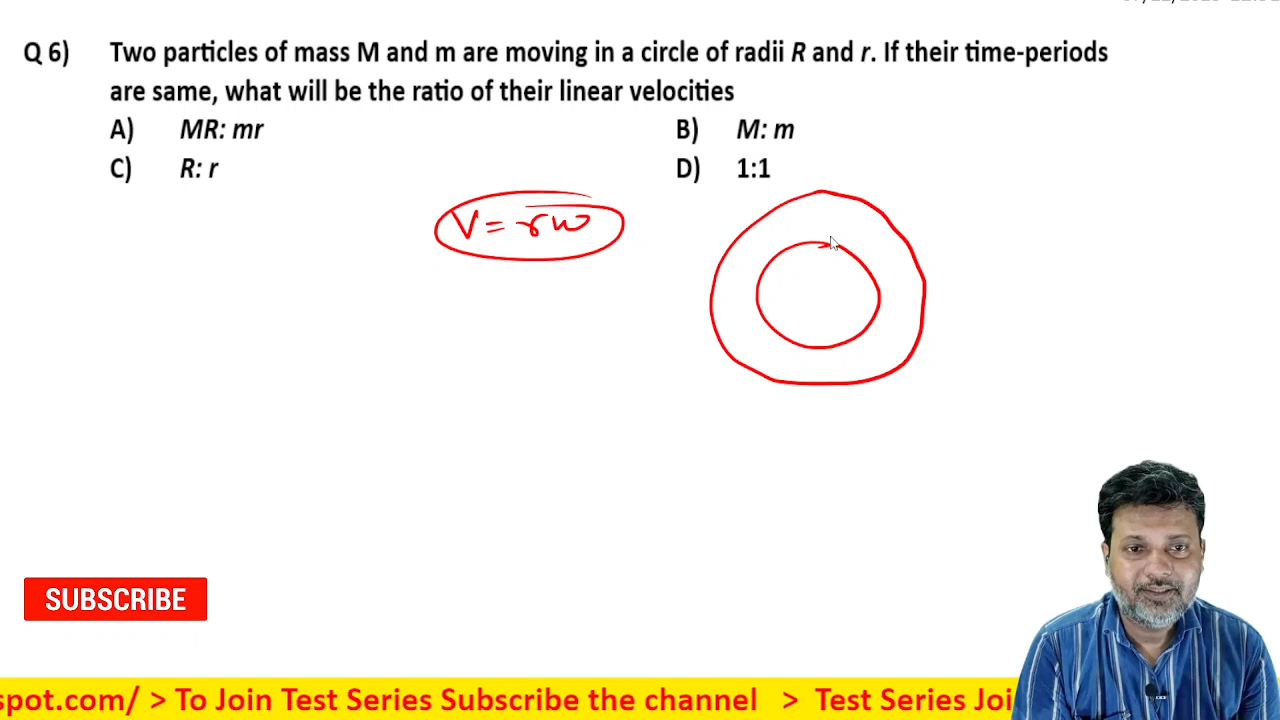 Q 6) Two particles of mass M and m are moving in a circle of radii R and r. If their time-periods
are same, what will be the ratio of their linear velocities
A) MR: mr B) M: m
C) R: r D) 1:1
V = rω
SUBSCRIBE
spot.com/ > To Join Test Series Subscribe the channel > Test Series Joi